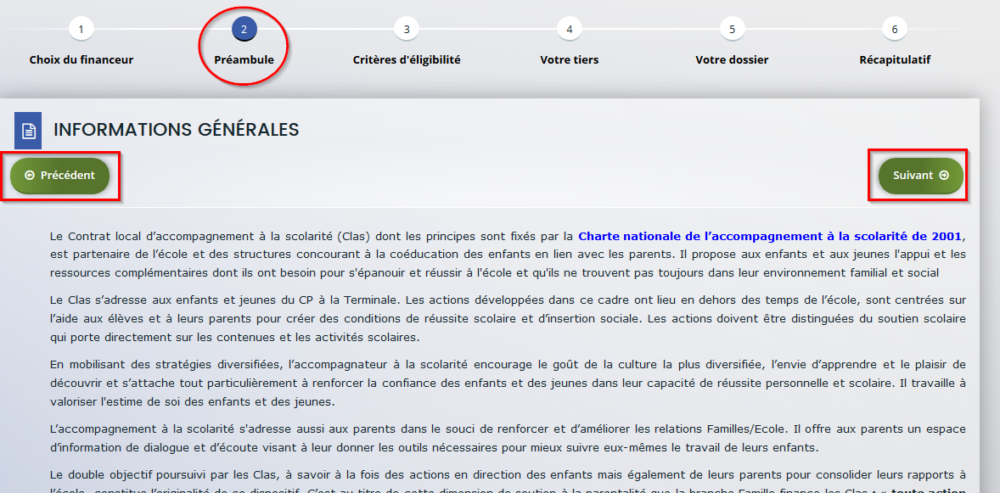 1 2 3 4 5 6
Choix du financeur Préambule Critères d'éligibilité Votre tiers Votre dossier Récapitulatif
INFORMATIONS GÉNÉRALES
Précédent Suivant
Le Contrat local d’accompagnement à la scolarité (Clas) dont les principes sont fixés par la Charte nationale de l’accompagnement à la scolarité de 2001,
est partenaire de l’école et des structures concourant à la coéducation des enfants en lien avec les parents. Il propose aux enfants et aux jeunes l'appui et les
ressources complémentaires dont ils ont besoin pour s'épanouir et réussir à l'école et qu'ils ne trouvent pas toujours dans leur environnement familial et social
Le Clas s’adresse aux enfants et jeunes du CP à la Terminale. Les actions développées dans ce cadre ont lieu en dehors des temps de l’école, sont centrées sur
l’aide aux élèves et à leurs parents pour créer des conditions de réussite scolaire et d’insertion sociale. Les actions doivent être distinguées du soutien scolaire
qui porte directement sur les contenues et les activités scolaires.
En mobilisant des stratégies diversifiées, l’accompagnateur à la scolarité encourage le goût de la culture la plus diversifiée, l’envie d’apprendre et le plaisir de
découvrir et s’attache tout particulièrement à renforcer la confiance des enfants et des jeunes dans leur capacité de réussite personnelle et scolaire. Il travaille à
valoriser l'estime de soi des enfants et des jeunes.
L’accompagnement à la scolarité s'adresse aussi aux parents dans le souci de renforcer et d’améliorer les relations Familles/Ecole. Il offre aux parents un espace
d’information de dialogue et d’écoute visant à leur donner les outils nécessaires pour mieux suivre eux-mêmes le travail de leurs enfants.
Le double objectif poursuivi par les Clas, à savoir à la fois des actions en direction des enfants mais également de leurs parents pour consolider leurs rapports à
l’école, constitue l’originalité de ce dispositif. C’est au titre de cette dimension de soutien à la parentalité que la branche Famille finance les Clas : « toute action